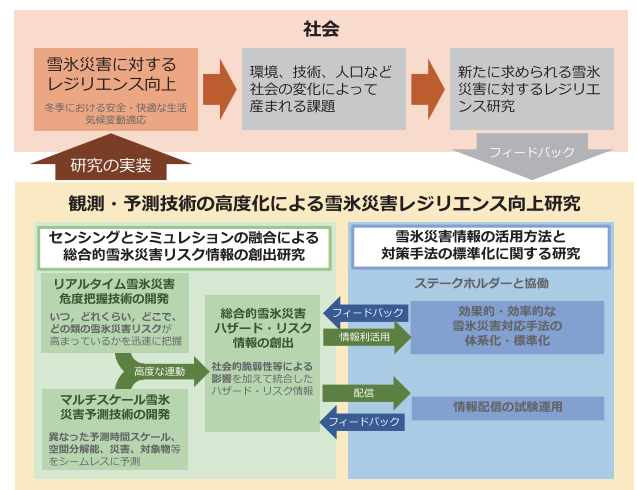 社会
雪氷災害に対する
レジリエンス向上
冬季における安全・快適な生活
気候変動適応
環境、技術、人口など
社会の変化によって
産まれる課題
新たに求められる雪氷
災害に対するレジリエ
ンス研究
研究の実装
フィードバック
観測・予測技術の高度化による雪氷災害レジリエンス向上研究
センシングとシミュレションの融合による
総合的雪氷災害リスク情報の創出研究
リアルタイム雪氷災害
危度把握技術の開発
いつ，どれくらい，どこで、
どの類の雪氷災害リスクが
高まっているかを迅速に把握
高度な運動
マルチスケール雪氷
災害予測技術の開発
異なった予測時間スケール、
空間分解能、災害、対象物等
をシームレスに予測
総合的雪氷災害
ハザード・リスク
情報の創出
社会的脆弱性等による
影響を加えて統合した
ハザード・リスク情報
雪氷災害情報の活用方法と
対策手法の標準化に関する研究
ステークホルダーと協働
フィードバック
情報利活用
効果的・効率的な
雪氷災害対応手法の
体系化・標準化
配信
フィードバック
情報配信の試験運用